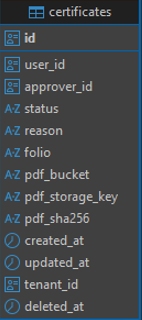 certificates
id
user_id
approver_id
A-Z status
A-Z reason
A-Z folio
A-Z pdf_bucket
A-Z pdf_storage_key
A-Z pdf_sha256
created_at
updated_at
tenant_id
deleted_at